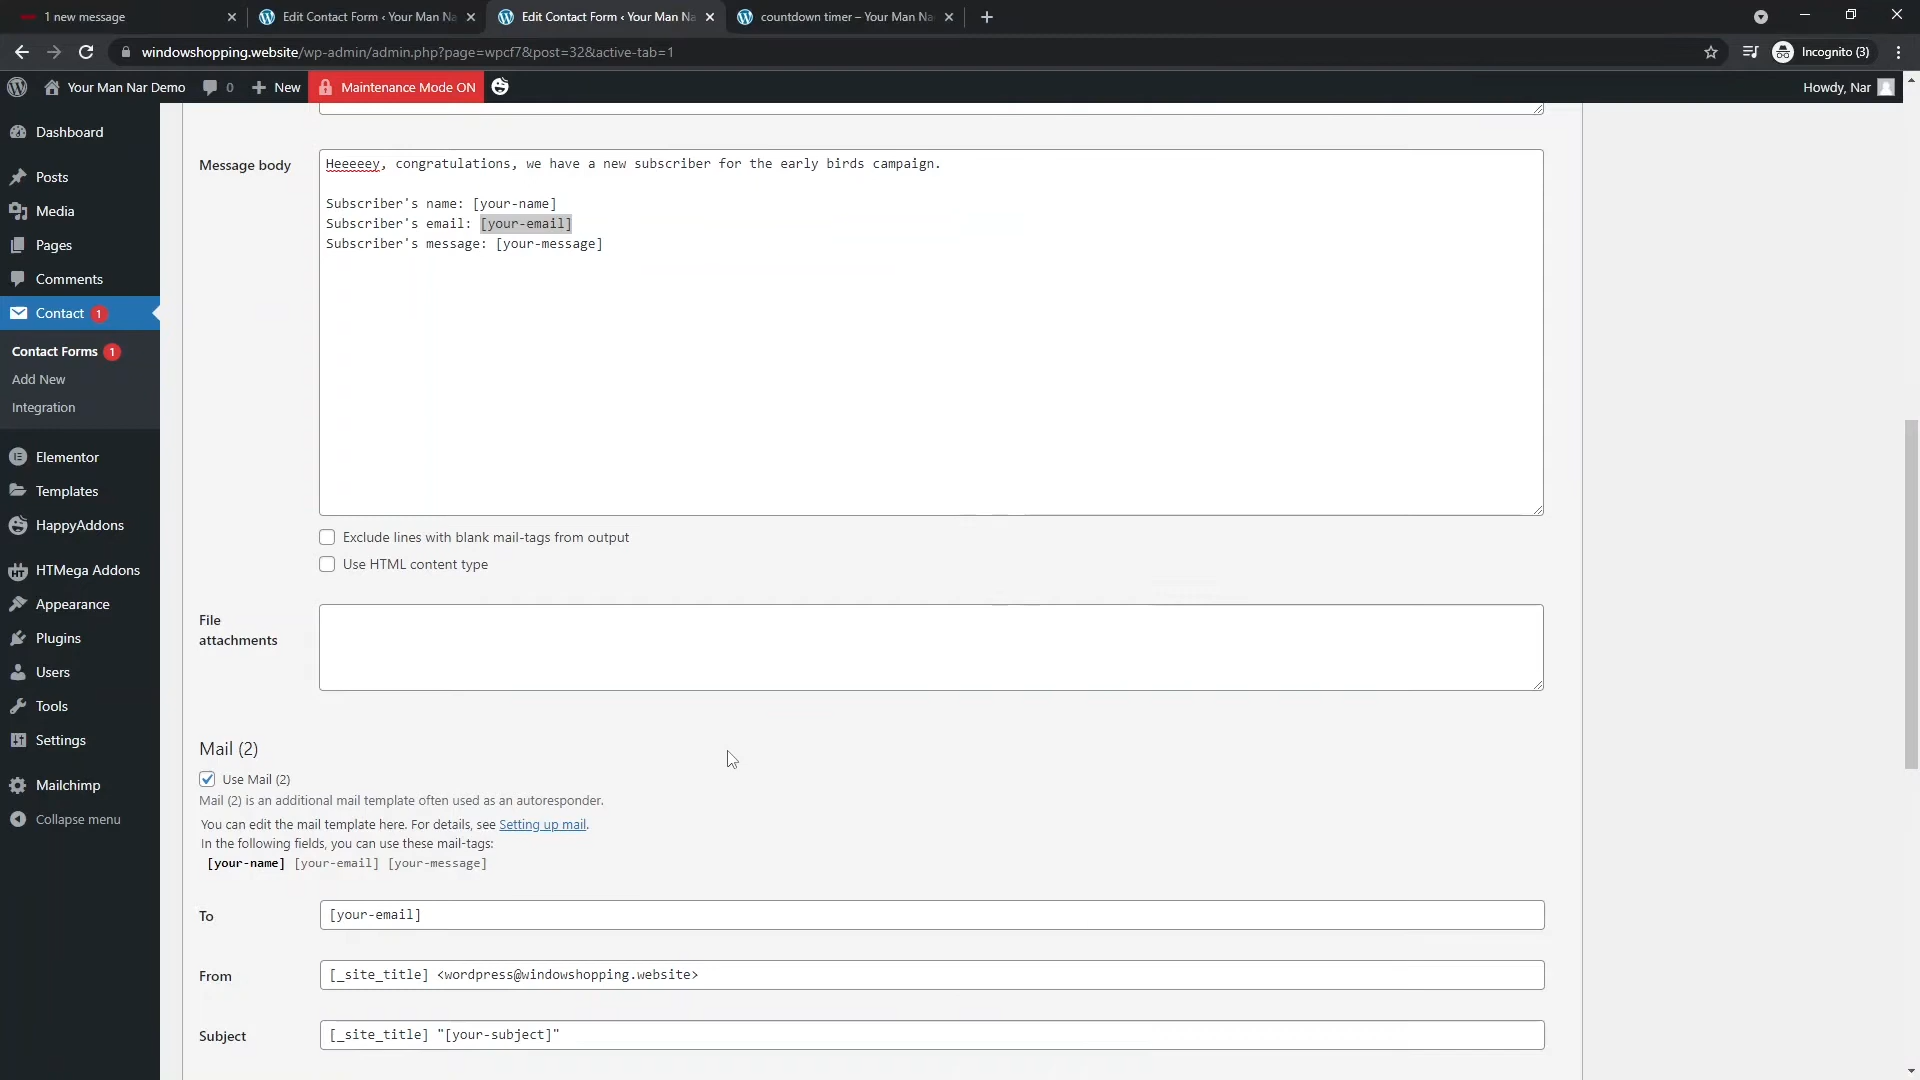 1 new message
Edit Contact Form ‹ Your Man Na
Edit Contact Form ‹ Your Man Na
countdown timer – Your Man Na
windowshopping.website/wp-admin/admin.php?page=wpcf7&post=32&active-tab=1
Incognito (3)
Your Man Nar Demo
0
New
Maintenance Mode ON
Howdy, Nar
Dashboard
Posts
Media
Pages
Comments
Contact 1
Contact Forms 1
Add New
Integration
Elementor
Templates
HappyAddons
HT HTMega Addons
Appearance
Plugins
Users
Tools
Settings
Mailchimp
Collapse menu
Message body
Heeeeey, congratulations, we have a new subscriber for the early birds campaign.
Subscriber's name: [your-name]
Subscriber's email: [your-email]
Subscriber's message: [your-message]
Exclude lines with blank mail-tags from output
Use HTML content type
File
attachments
Mail (2)
Use Mail (2)
Mail (2) is an additional mail template often used as an autoresponder.
You can edit the mail template here. For details, see Setting up mail.
In the following fields, you can use these mail-tags:
[your-name] [your-email] [your-message]
To
[your-email]
From
[_site_title] <wordpress@windowshopping.website>
Subject
[_site_title] "[your-subject]"